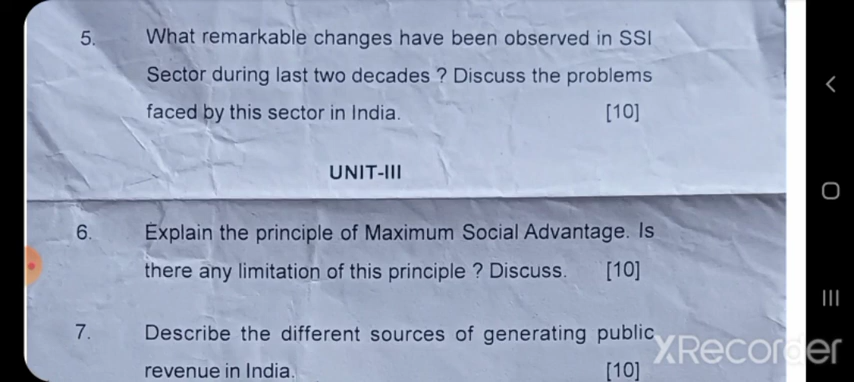 5. What remarkable changes have been observed in SSI
Sector during last two decades ? Discuss the problems
faced by this sector in India. [10]
UNIT-III
6. Explain the principle of Maximum Social Advantage. Is
there any limitation of this principle ? Discuss. [10]
7. Describe the different sources of generating public
revenue in India. [10]
XRecorder